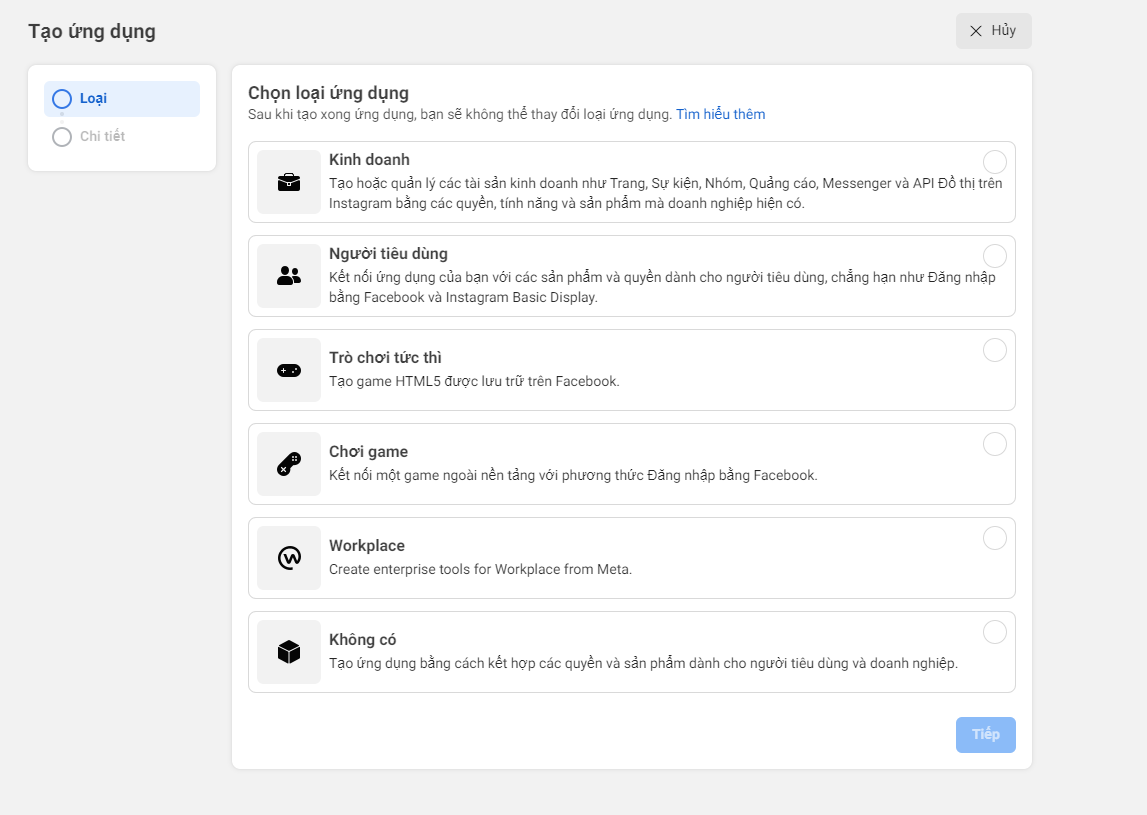 Tạo ứng dụng
Hủy
Loại
Chi tiết
Chọn loại ứng dụng
Sau khi tạo xong ứng dụng, bạn sẽ không thể thay đổi loại ứng dụng. Tìm hiểu thêm
Kinh doanh
Tạo hoặc quản lý các tài sản kinh doanh như Trang, Sự kiện, Nhóm, Quảng cáo, Messenger và API Đồ thị trên
Instagram bằng các quyền, tính năng và sản phẩm mà doanh nghiệp hiện có.
Người tiêu dùng
Kết nối ứng dụng của bạn với các sản phẩm và quyền dành cho người tiêu dùng, chẳng hạn như Đăng nhập
bằng Facebook và Instagram Basic Display.
Trò chơi tức thì
Tạo game HTML5 được lưu trữ trên Facebook.
Chơi game
Kết nối một game ngoài nền tảng với phương thức Đăng nhập bằng Facebook.
Workplace
Create enterprise tools for Workplace from Meta.
Không có
Tạo ứng dụng bằng cách kết hợp các quyền và sản phẩm dành cho người tiêu dùng và doanh nghiệp.
Tiếp